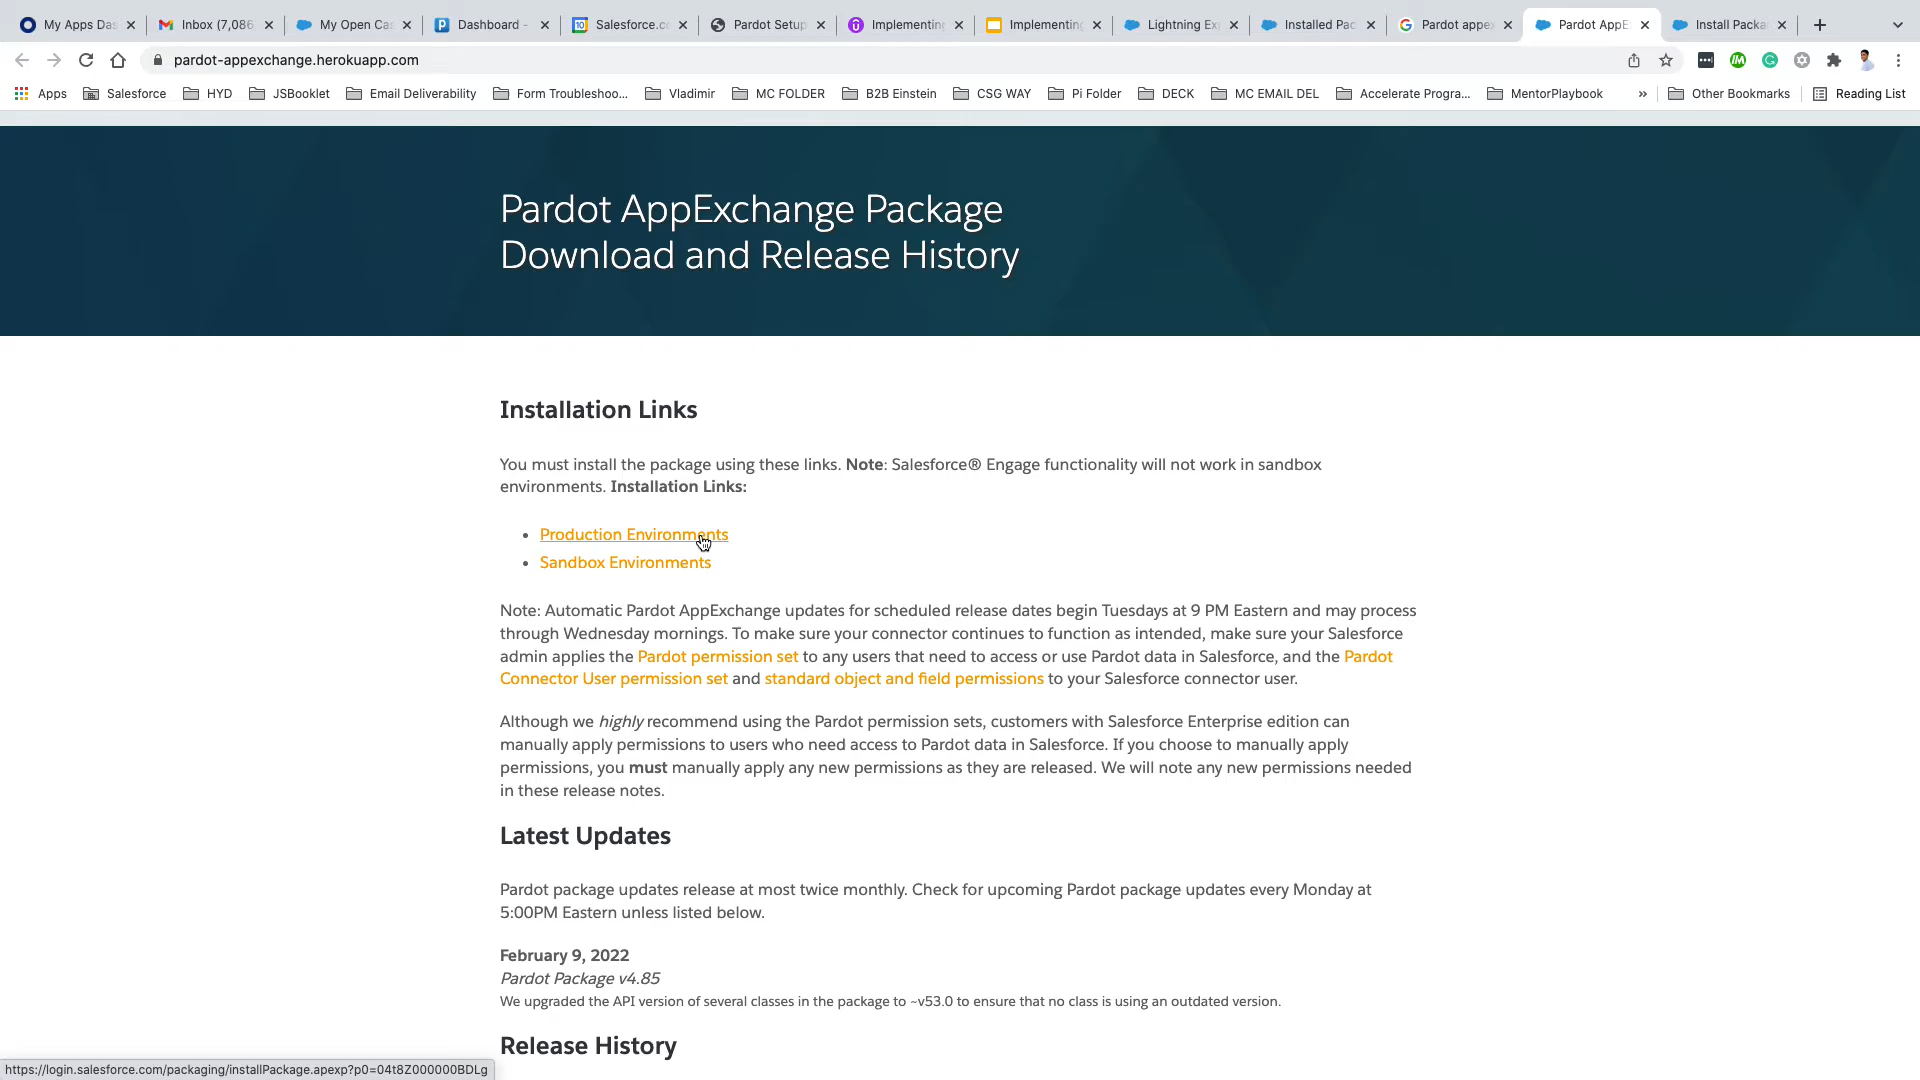 My Apps Das
Inbox (7,086
My Open Cas
Dashboard -
Salesforce.co
Pardot Setup
Implementing
Implementing
Lightning Ex
Installed Pac
Pardot appex
Pardot AppE
Install Packa
pardot-appexchange.herokuapp.com
Apps
Salesforce
HYD
JSBooklet
Email Deliverability
Form Troubleshoo...
Vladimir
MC FOLDER
B2B Einstein
CSG WAY
Pi Folder
DECK
MC EMAIL DEL
Accelerate Progra...
MentorPlaybook
»
Other Bookmarks
Reading List
Pardot AppExchange Package
Download and Release History
Installation Links
You must install the package using these links. Note: Salesforce® Engage functionality will not work in sandbox
environments. Installation Links:
• Production Environments
• Sandbox Environments
Note: Automatic Pardot AppExchange updates for scheduled release dates begin Tuesdays at 9 PM Eastern and may process
through Wednesday mornings. To make sure your connector continues to function as intended, make sure your Salesforce
admin applies the Pardot permission set to any users that need to access or use Pardot data in Salesforce, and the Pardot
Connector User permission set and standard object and field permissions to your Salesforce connector user.
Although we highly recommend using the Pardot permission sets, customers with Salesforce Enterprise edition can
manually apply permissions to users who need access to Pardot data in Salesforce. If you choose to manually apply
permissions, you must manually apply any new permissions as they are released. We will note any new permissions needed
in these release notes.
Latest Updates
Pardot package updates release at most twice monthly. Check for upcoming Pardot package updates every Monday at
5:00PM Eastern unless listed below.
February 9, 2022
Pardot Package v4.85
We upgraded the API version of several classes in the package to ~v53.0 to ensure that no class is using an outdated version.
Release History
https://login.salesforce.com/packaging/installPackage.apexp?p0=04t8Z000000BDLg